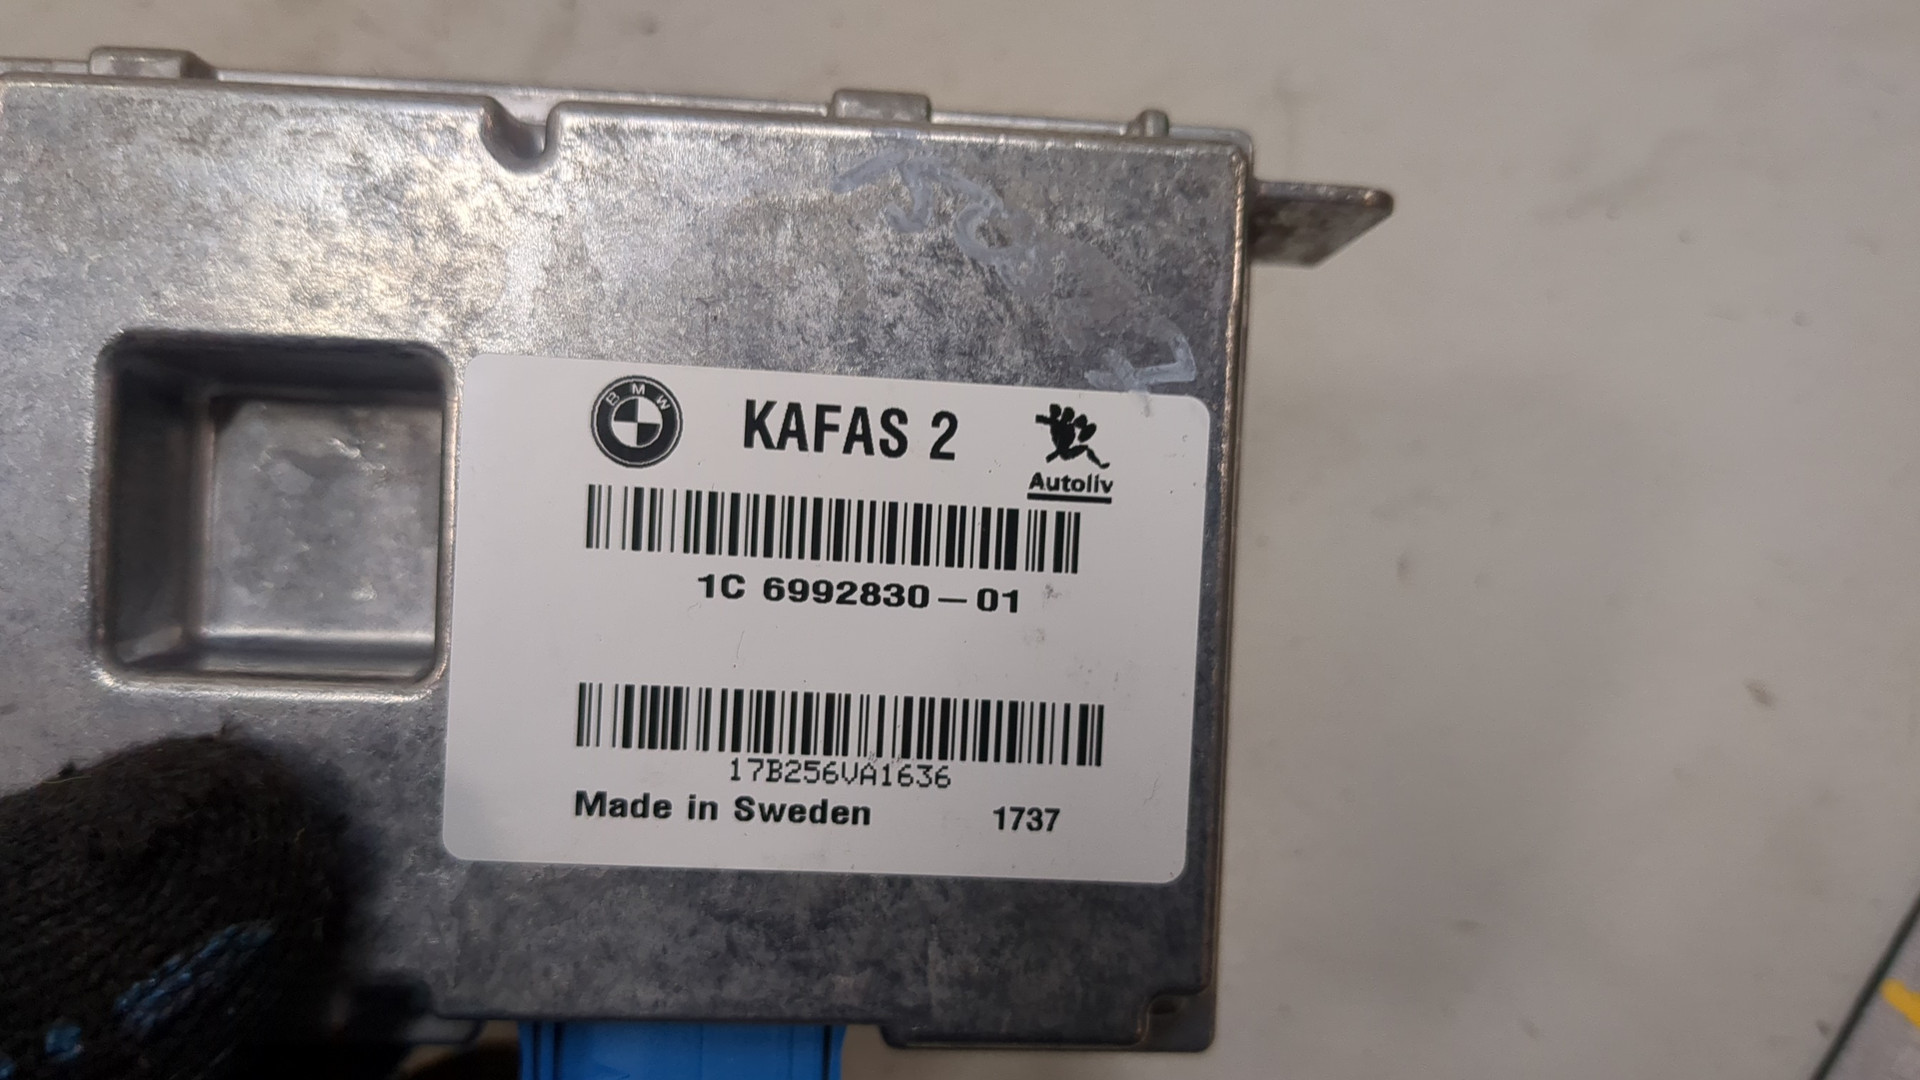 BMW
KAFAS 2
Autoliv
1C 6992830-01
17B256VA1636
Made in Sweden 1737